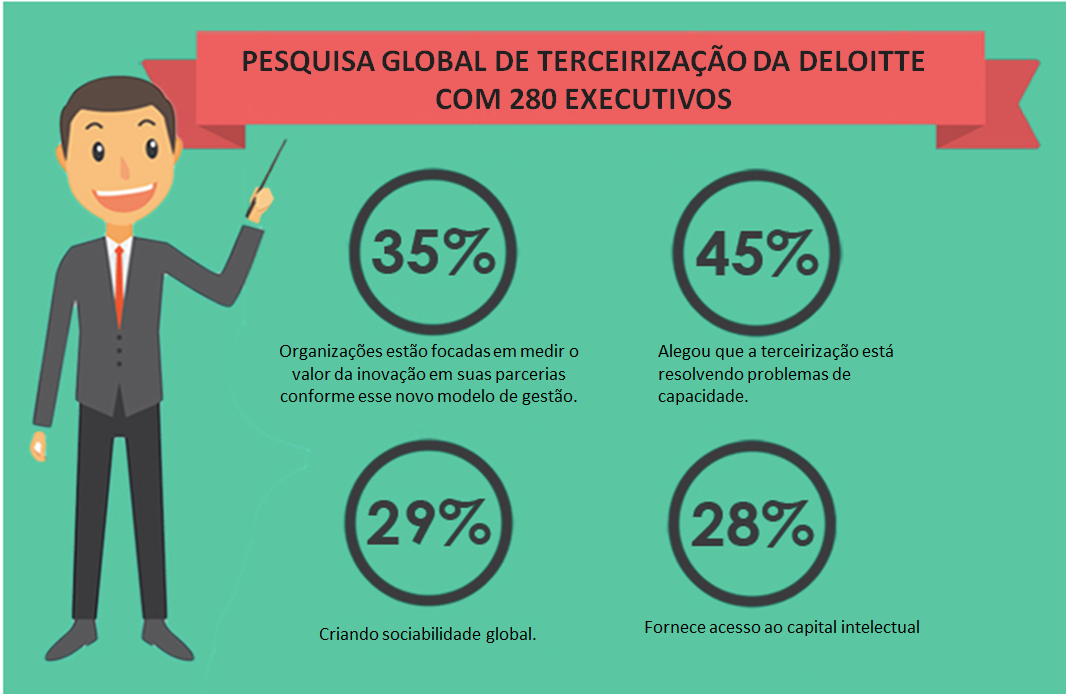 PESQUISA GLOBAL DE TERCEIRIZAÇÃO DA DELOITTE
COM 280 EXECUTIVOS
35%
Organizações estão focadas em medir o
valor da inovação em suas parcerias
conforme esse novo modelo de gestão.
45%
Alegou que a terceirização está
resolvendo problemas de
capacidade.
29%
Criando sociabilidade global.
28%
Fornece acesso ao capital intelectual